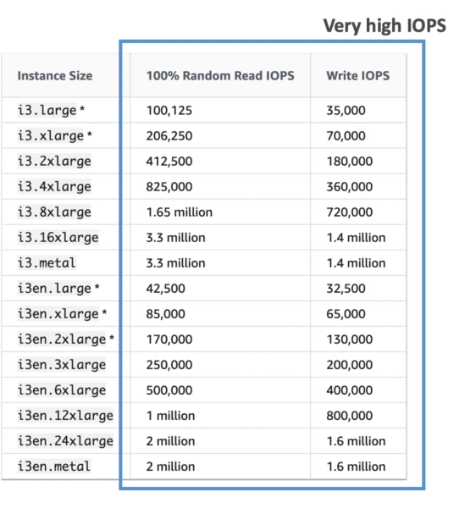 Very high IOPS
Instance Size 100% Random Read IOPS Write IOPS
i3.large * 100,125 35,000
i3.xlarge * 206,250 70,000
i3.2xlarge 412,500 180,000
i3.4xlarge 825,000 360,000
i3.8xlarge 1.65 million 720,000
i3.16xlarge 3.3 million 1.4 million
i3.metal 3.3 million 1.4 million
i3en.large * 42,500 32,500
i3en.xlarge * 85,000 65,000
i3en.2xlarge * 170,000 130,000
i3en.3xlarge 250,000 200,000
i3en.6xlarge 500,000 400,000
i3en.12xlarge 1 million 800,000
i3en.24xlarge 2 million 1.6 million
i3en.metal 2 million 1.6 million